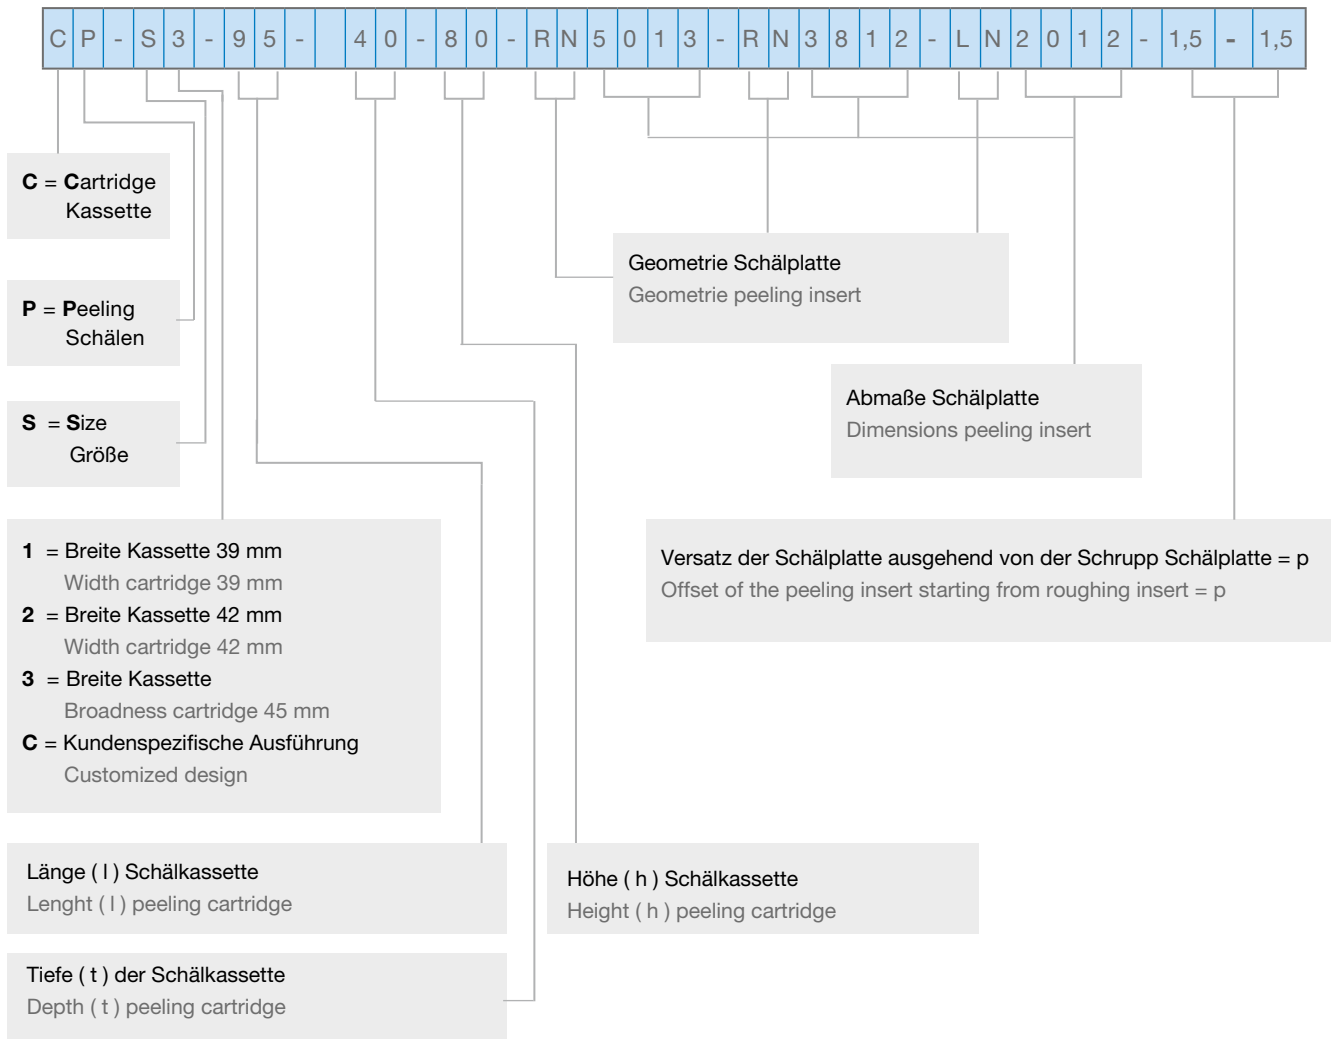 C P - S 3 - 9 5 - 4 0 - 8 0 - R N 5 0 1 3 - R N 3 8 1 2 - L N 2 0 1 2 - 1,5 - 1,5
C = Cartridge
Kassette
P = Peeling
Schälen
S = Size
Größe
1 = Breite Kassette 39 mm
Width cartridge 39 mm
2 = Breite Kassette 42 mm
Width cartridge 42 mm
3 = Breite Kassette
Broadness cartridge 45 mm
C = Kundenspezifische Ausführung
Customized design
Länge ( l ) Schälkassette
Lenght ( l ) peeling cartridge
Tiefe ( t ) der Schälkassette
Depth ( t ) peeling cartridge
Höhe ( h ) Schälkassette
Height ( h ) peeling cartridge
Geometrie Schälplatte
Geometrie peeling insert
Abmaße Schälplatte
Dimensions peeling insert
Versatz der Schälplatte ausgehend von der Schrupp Schälplatte = p
Offset of the peeling insert starting from roughing insert = p